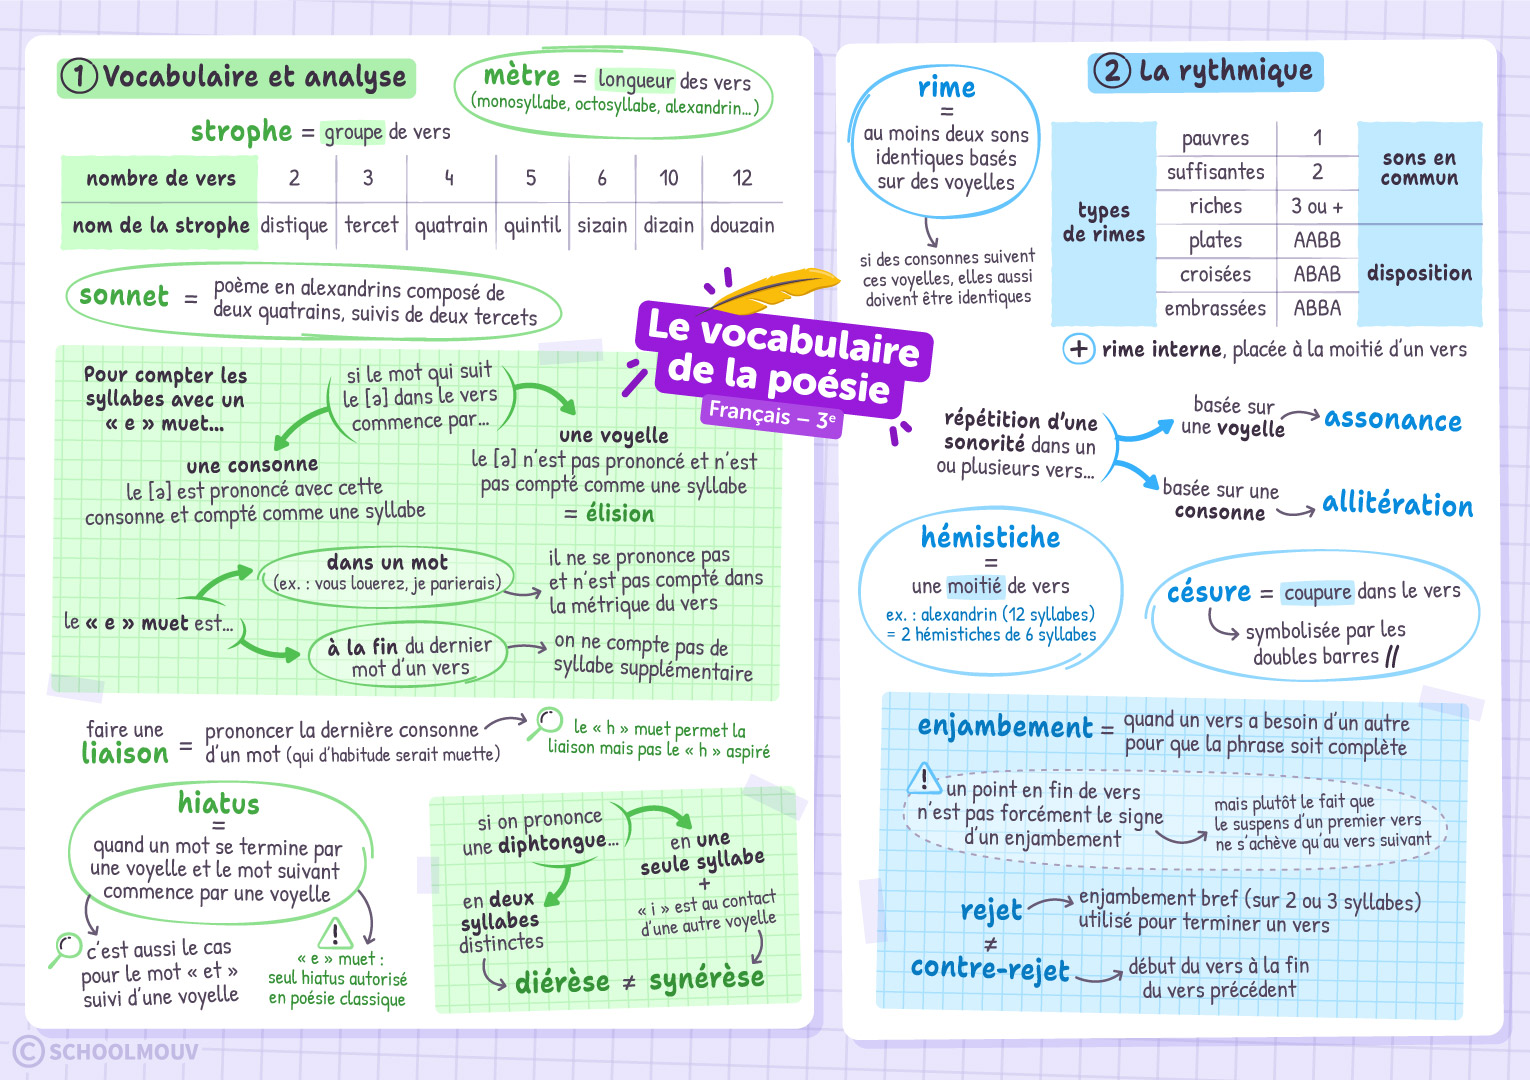 1 Vocabulaire et analyse
mètre = longueur des vers
(monosyllabe, octosyllabe, alexandrin...)
strophe = groupe de vers
nombre de vers 2 3 4 5 6 10 12
nom de la strophe distique tercet quatrain quintil sizain dizain douzain
sonnet = poème en alexandrins composé de
deux quatrains, suivis de deux tercets
Le vocabulaire
de la poésie
Français – 3e
Pour compter les
syllabes avec un
« e » muet...
si le mot qui suit
le [ə] dans le vers
commence par...
une consonne
le [ə] est prononcé avec cette
consonne et compté comme une syllabe
une voyelle
le [ə] n'est pas prononcé et n'est
pas compté comme une syllabe
= élision
le « e » muet est...
dans un mot
(ex. : vous louerez, je parierais)
il ne se prononce pas
et n'est pas compté dans
la métrique du vers
à la fin du dernier
mot d'un vers
on ne compte pas de
syllabe supplémentaire
faire une
liaison = prononcer la dernière consonne
d'un mot (qui d'habitude serait muette)
le « h » muet permet la
liaison mais pas le « h » aspiré
hiatus
=
quand un mot se termine par
une voyelle et le mot suivant
commence par une voyelle
c'est aussi le cas
pour le mot « et »
suivi d'une voyelle
!
« e » muet :
seul hiatus autorisé
en poésie classique
si on prononce
une diphtongue...
en deux
syllabes
distinctes
en une
seule syllabe
+
« i » est au contact
d'une autre voyelle
diérèse ≠ synérèse
2 La rythmique
rime
=
au moins deux sons
identiques basés
sur des voyelles
si des consonnes suivent
ces voyelles, elles aussi
doivent être identiques
types
de rimes
pauvres 1
suffisantes 2
riches 3 ou +
sons en
commun
plates AABB
croisées ABAB
embrassées ABBA
disposition
+ rime interne, placée à la moitié d'un vers
répétition d'une
sonorité dans un
ou plusieurs vers...
basée sur
une voyelle
assonance
basée sur une
consonne
allitération
hémistiche
=
une moitié de vers
ex. : alexandrin (12 syllabes)
= 2 hémistiches de 6 syllabes
césure = coupure dans le vers
symbolisée par les
doubles barres //
enjambement = quand un vers a besoin d'un autre
pour que la phrase soit complète
!
un point en fin de vers
n'est pas forcément le signe
d'un enjambement
mais plutôt le fait que
le suspens d'un premier vers
ne s'achève qu'au vers suivant
rejet
enjambement bref (sur 2 ou 3 syllabes)
utilisé pour terminer un vers
≠
contre-rejet
début du vers à la fin
du vers précédent
© SCHOOLMOUV